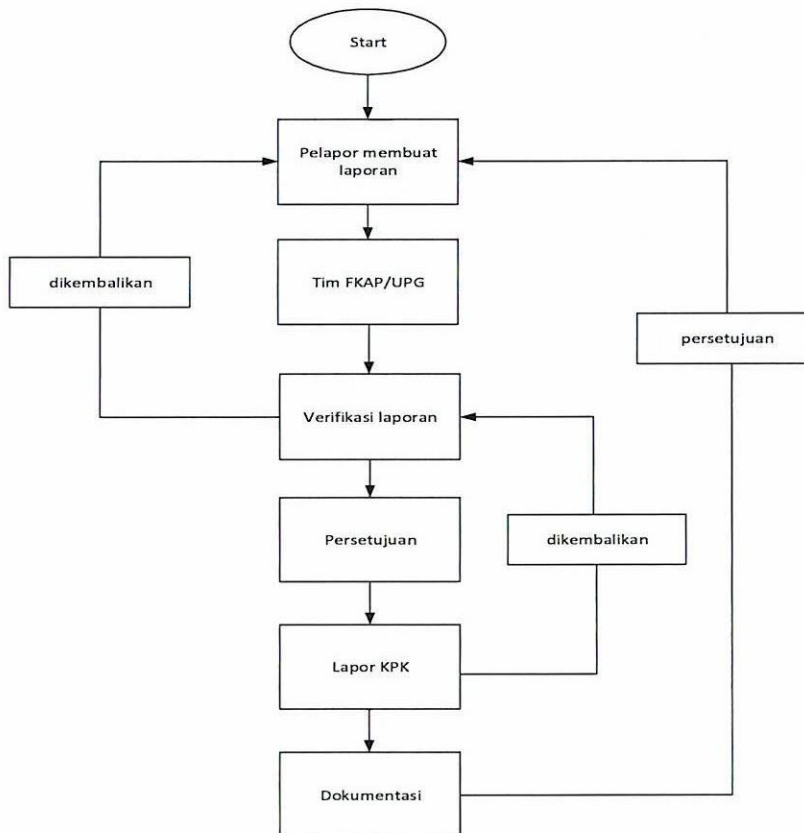 Start
Pelapor membuat
laporan
dikembalikan
Tim FKAP/UPG
persetujuan
Verifikasi laporan
Persetujuan
dikembalikan
Lapor KPK
Dokumentasi